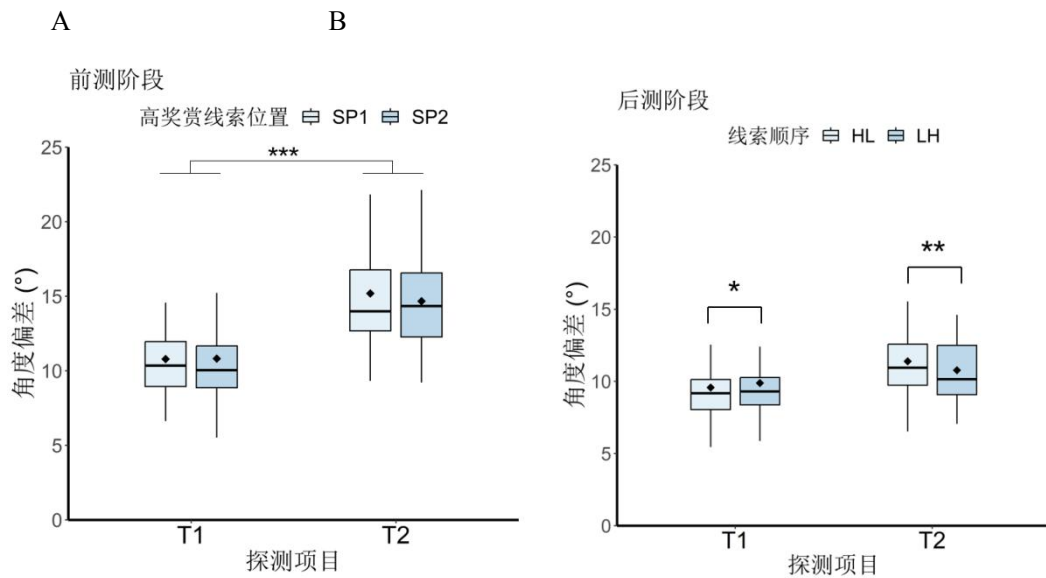 A
B
前测阶段
高奖赏线索位置 SP1 SP2
***
25
20
15
10
5
0
角度偏差 (°)
T1
T2
探测项目
后测阶段
线索顺序 HL LH
*
**
25
20
15
10
5
0
角度偏差 (°)
T1
T2
探测项目